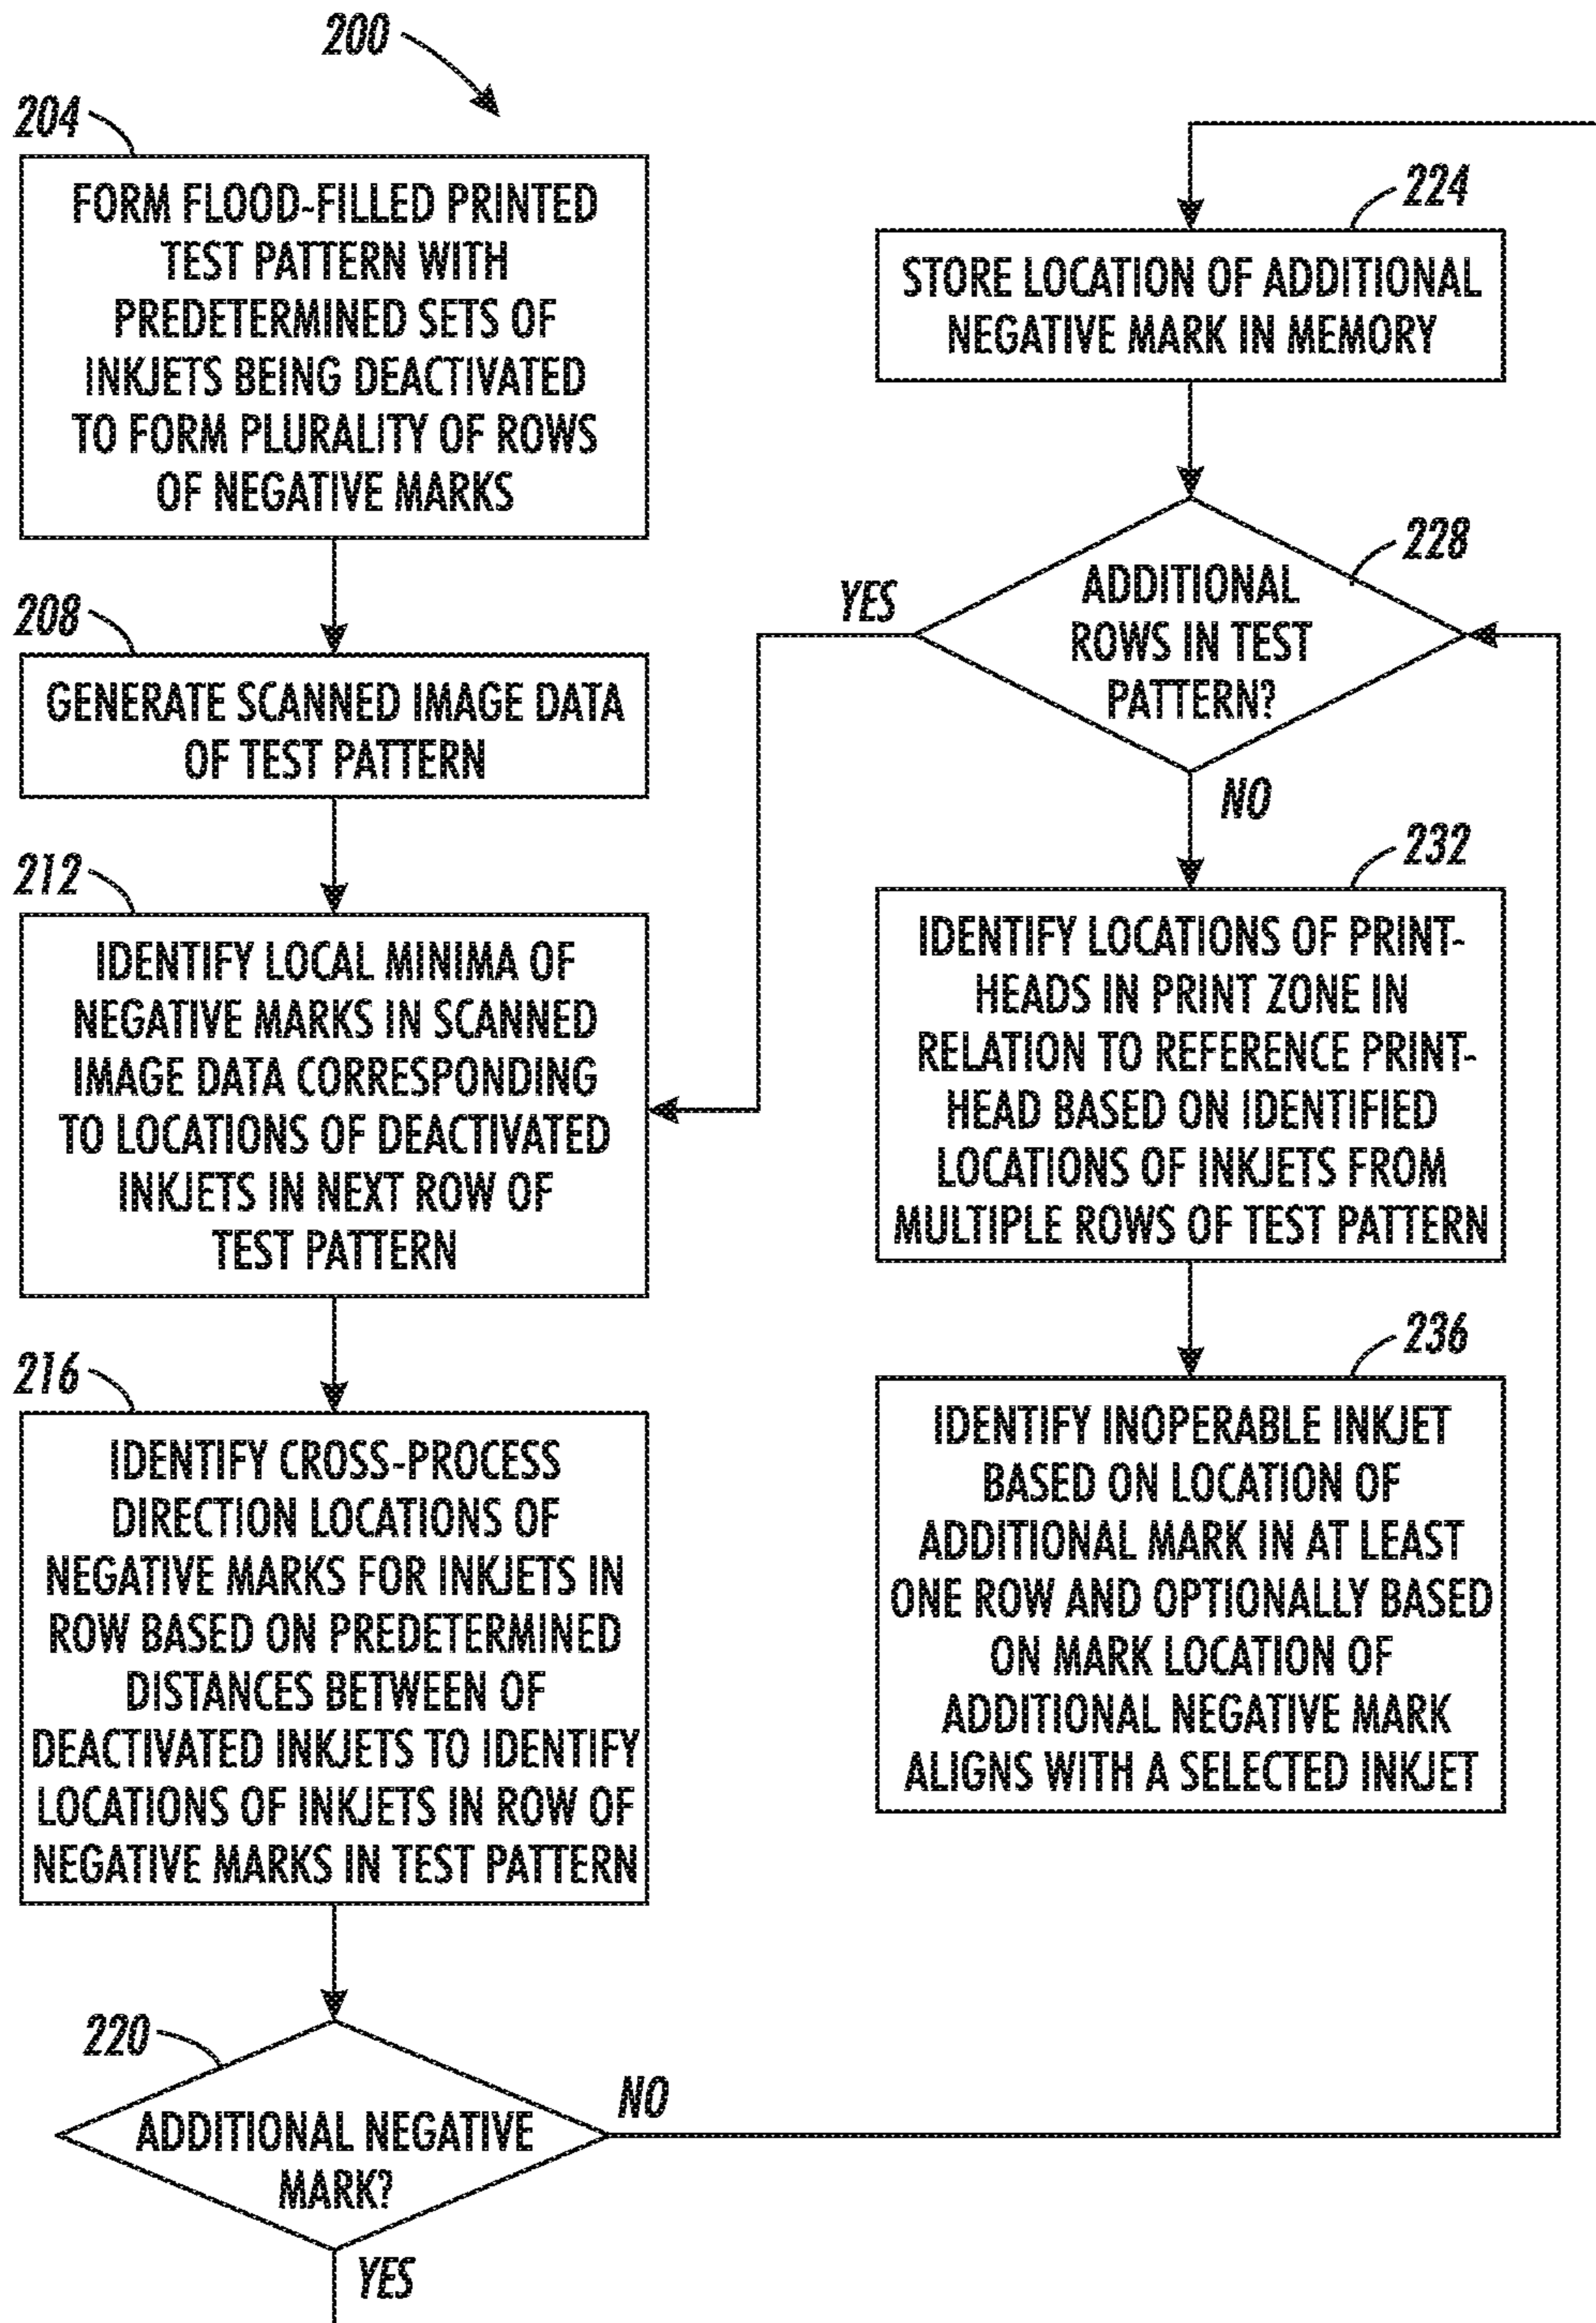 200
204
FORM FLOOD-FILLED PRINTED
TEST PATTERN WITH
PREDETERMINED SETS OF
INKJETS BEING DEACTIVATED
TO FORM PLURALITY OF ROWS
OF NEGATIVE MARKS
208
GENERATE SCANNED IMAGE DATA
OF TEST PATTERN
212
IDENTIFY LOCAL MINIMA OF
NEGATIVE MARKS IN SCANNED
IMAGE DATA CORRESPONDING
TO LOCATIONS OF DEACTIVATED
INKJETS IN NEXT ROW OF
TEST PATTERN
216
IDENTIFY CROSS-PROCESS
DIRECTION LOCATIONS OF
NEGATIVE MARKS FOR INKJETS IN
ROW BASED ON PREDETERMINED
DISTANCES BETWEEN OF
DEACTIVATED INKJETS TO IDENTIFY
LOCATIONS OF INKJETS IN ROW OF
NEGATIVE MARKS IN TEST PATTERN
220
ADDITIONAL NEGATIVE
MARK?
NO
YES
224
STORE LOCATION OF ADDITIONAL
NEGATIVE MARK IN MEMORY
228
ADDITIONAL
ROWS IN TEST
PATTERN?
YES
NO
232
IDENTIFY LOCATIONS OF PRINT-
HEADS IN PRINT ZONE IN
RELATION TO REFERENCE PRINT-
HEAD BASED ON IDENTIFIED
LOCATIONS OF INKJETS FROM
MULTIPLE ROWS OF TEST PATTERN
236
IDENTIFY INOPERABLE INKJET
BASED ON LOCATION OF
ADDITIONAL MARK IN AT LEAST
ONE ROW AND OPTIONALLY BASED
ON MARK LOCATION OF
ADDITIONAL NEGATIVE MARK
ALIGNS WITH A SELECTED INKJET